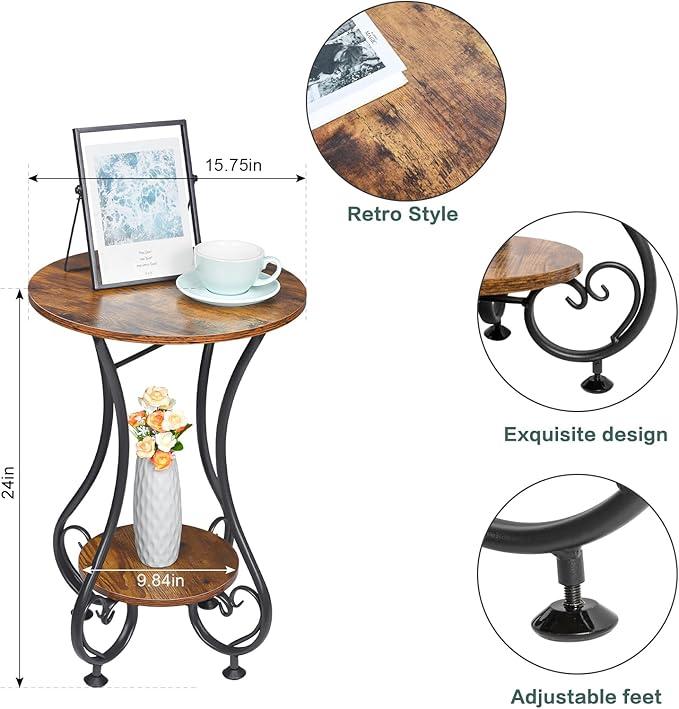 15.75in
Retro Style
24in
9.84in
Exquisite design
Adjustable feet